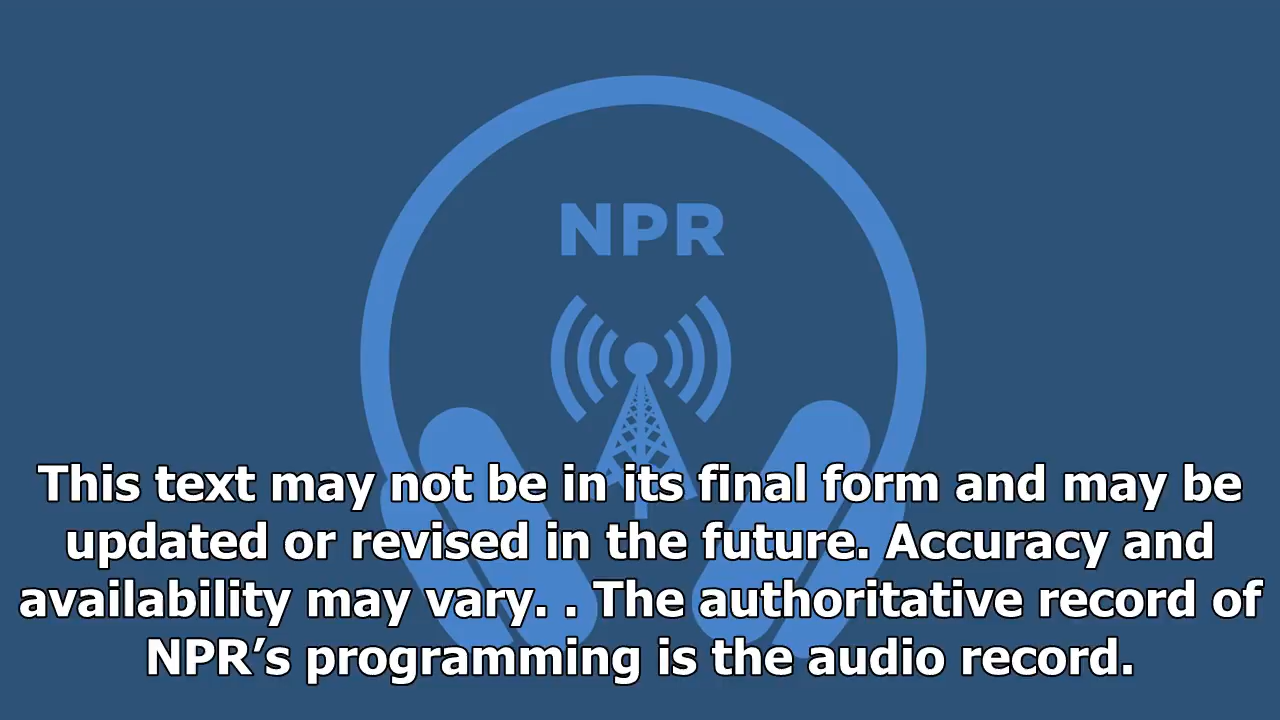 NPR
This text may not be in its final form and may be
updated or revised in the future. Accuracy and
availability may vary. . The authoritative record of
NPR’s programming is the audio record.